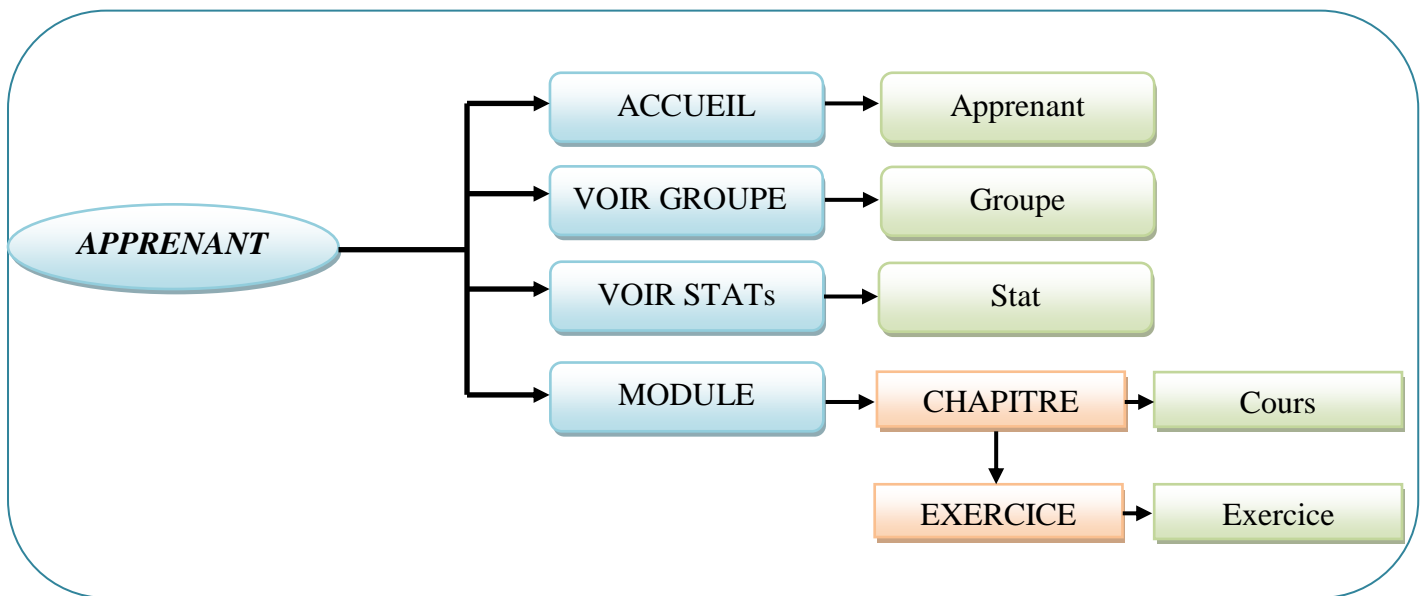 ACCUEIL
Apprenant
VOIR GROUPE
Groupe
APPRENANT
VOIR STATs
Stat
MODULE
CHAPITRE
Cours
EXERCICE
Exercice